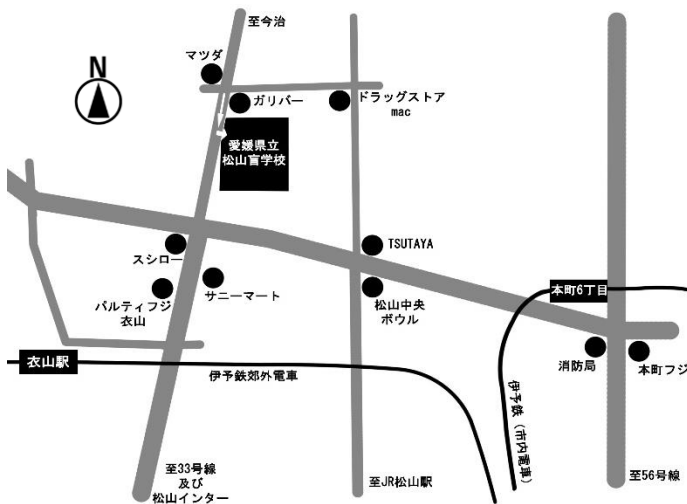 至今治
マツダ
N
ガリバー
ドラッグストア
mac
愛媛県立
松山盲学校
スシロー
TSUTAYA
パルティフジ
衣山
サニーマート
松山中央
ボウル
本町6丁目
消防局
本町フジ
衣山駅
伊予鉄郊外電車
伊予鉄（市内電車）
至33号線
及び
松山インター
至JR松山駅
至56号線